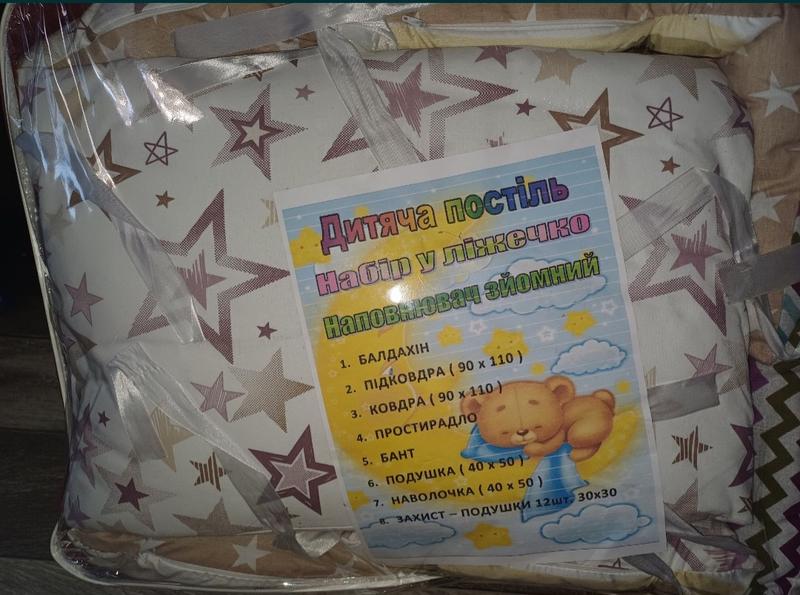 Дитяча постіль
Набір у ліжечко
Наповнювач зйомний
1. БАЛДАХІН
2. ПІДКОВДРА ( 90 х 110 )
3. КОВДРА ( 90 х 110 )
4. ПРОСТИРАДЛО
5. БАНТ
6. ПОДУШКА ( 40 х 50 )
7. НАВОЛОЧКА ( 40 х 50 )
8. ЗАХИСТ – ПОДУШКИ 12шт. 30х30